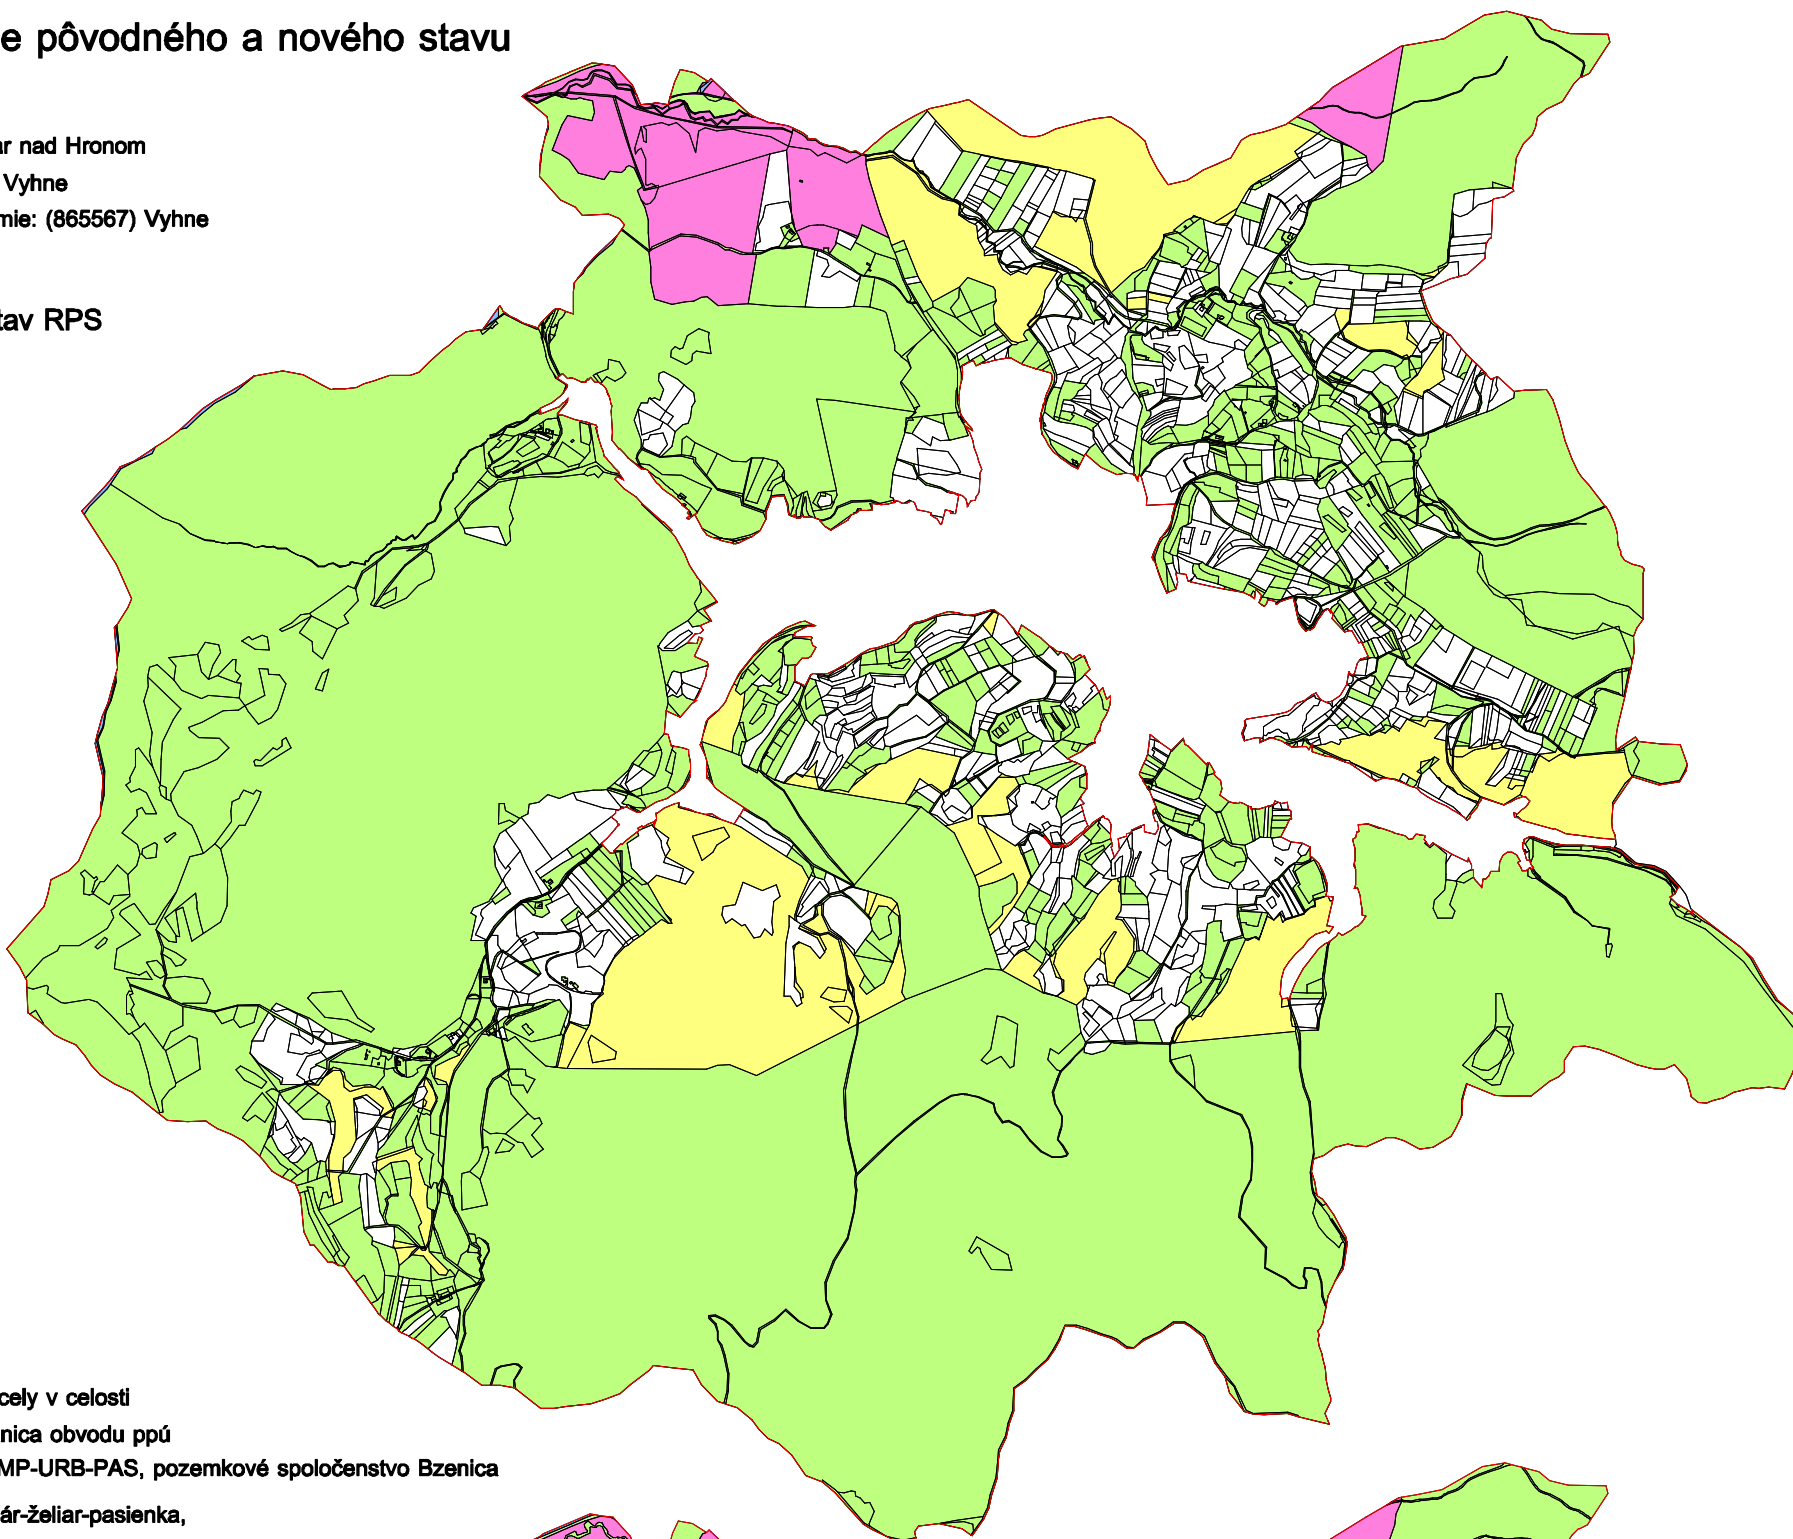 e pôvodného a nového stavu
ar nad Hronom
Vyhne
mie: (865567) Vyhne
tav RPS
cely v celosti
nica obvodu ppú
MP-URB-PAS, pozemkové spoločenstvo Bzenica
ár-želiar-pasienka,